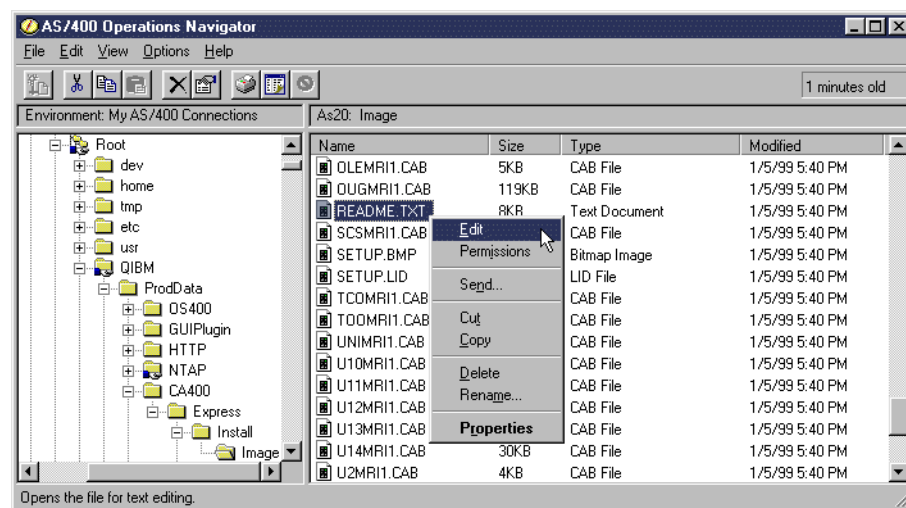 AS/400 Operations Navigator
File Edit View Options Help
1 minutes old
Environment: My AS/400 Connections
As20: Image
Root
dev
home
tmp
etc
usr
QIBM
ProdData
OS400
GUIPlugin
HTTP
NTAP
CA400
Express
Install
Image
Name Size Type Modified
OLEMRI1.CAB 5KB CAB File 1/5/99 5:40 PM
OUGMRI1.CAB 119KB CAB File 1/5/99 5:40 PM
README.TXT 8KB Text Document 1/5/99 5:40 PM
SCSMRI1.CAB CAB File 1/5/99 5:40 PM
SETUP.BMP Bitmap Image 1/5/99 5:40 PM
SETUP.LID LID File 1/5/99 5:40 PM
TCOMRI1.CAB CAB File 1/5/99 5:40 PM
TOOMRI1.CAB CAB File 1/5/99 5:40 PM
UNIMRI1.CAB CAB File 1/5/99 5:40 PM
U10MRI1.CAB CAB File 1/5/99 5:40 PM
U11MRI1.CAB CAB File 1/5/99 5:40 PM
U12MRI1.CAB CAB File 1/5/99 5:40 PM
U13MRI1.CAB CAB File 1/5/99 5:40 PM
U14MRI1.CAB 30KB CAB File 1/5/99 5:40 PM
U2MRI1.CAB 4KB CAB File 1/5/99 5:40 PM
Edit
Permissions
Send...
Cut
Copy
Delete
Rename...
Properties
Opens the file for text editing.